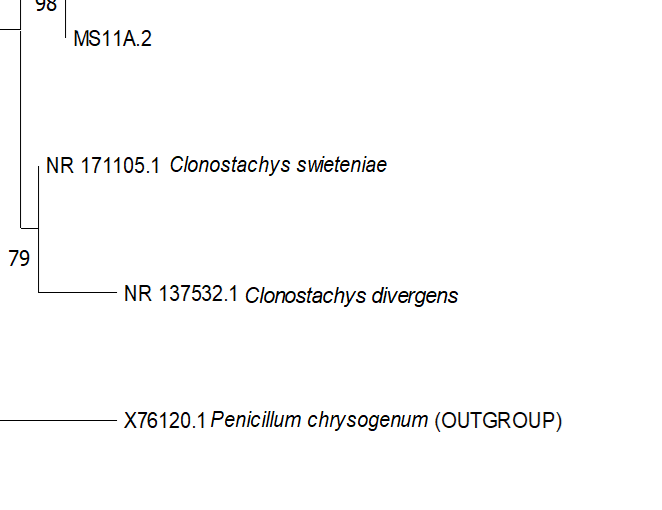 98
MS11A.2
NR 171105.1 Clonostachys swieteniae
79
NR 137532.1 Clonostachys divergens
X76120.1 Penicillum chrysogenum (OUTGROUP)